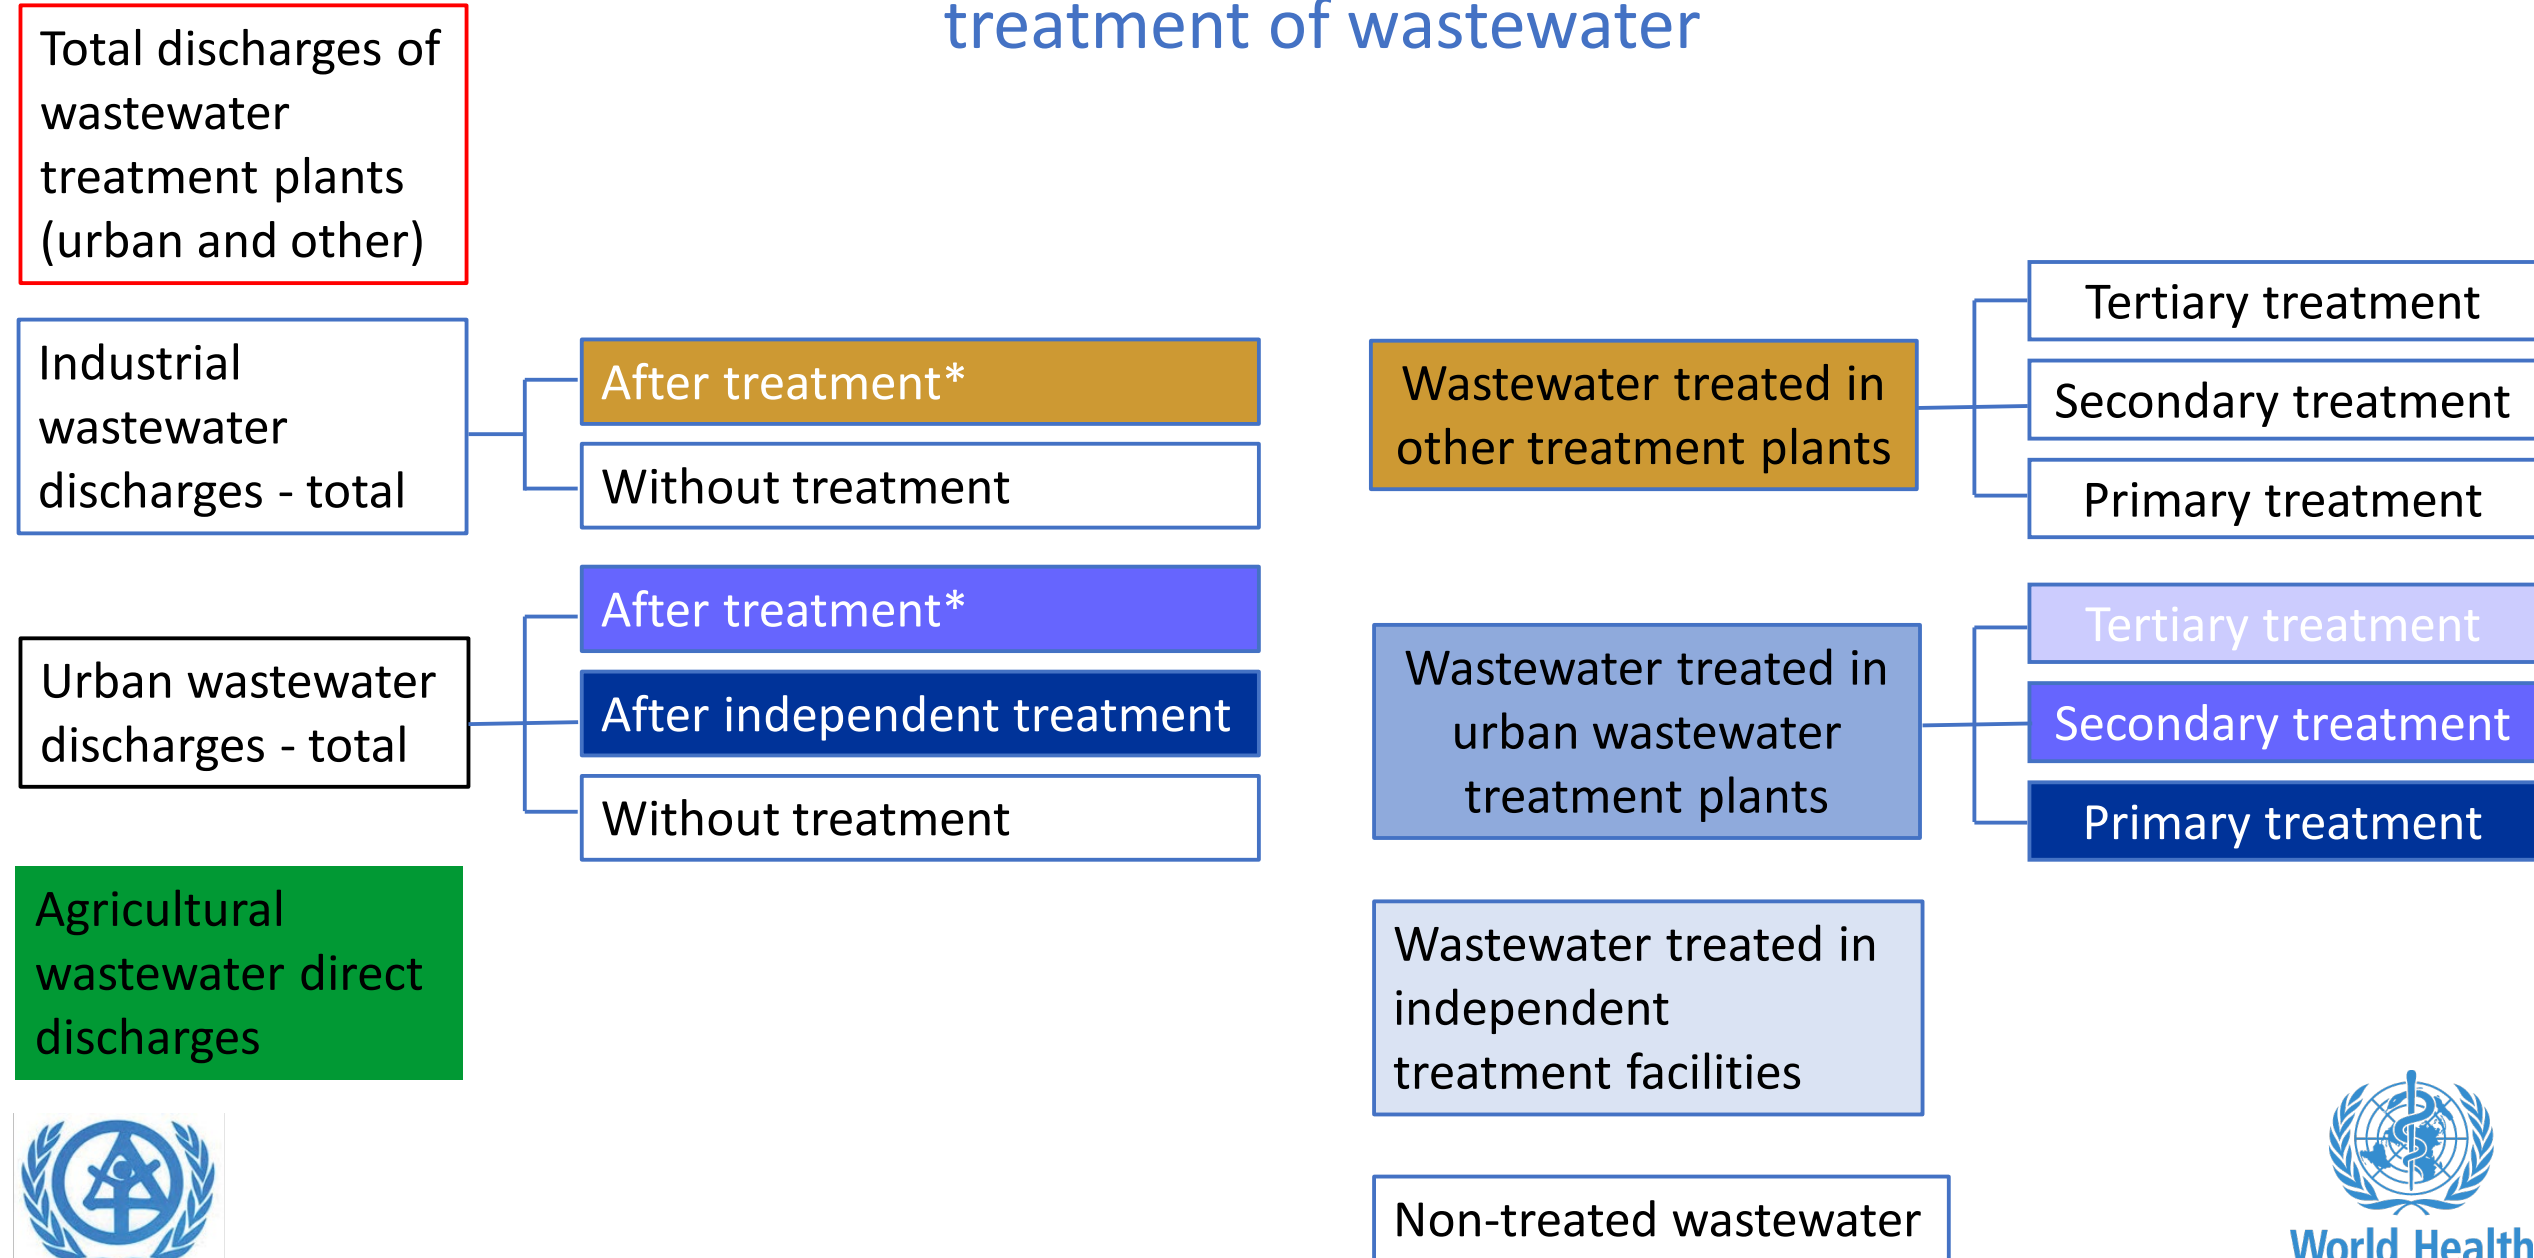 treatment of wastewater
Total discharges of
wastewater
treatment plants
(urban and other)
Industrial
wastewater
discharges - total
After treatment*
Without treatment
Urban wastewater
discharges - total
After treatment*
After independent treatment
Without treatment
Agricultural
wastewater direct
discharges
Wastewater treated in
other treatment plants
Tertiary treatment
Secondary treatment
Primary treatment
Wastewater treated in
urban wastewater
treatment plants
Tertiary treatment
Secondary treatment
Primary treatment
Wastewater treated in
independent
treatment facilities
Non-treated wastewater
World Health